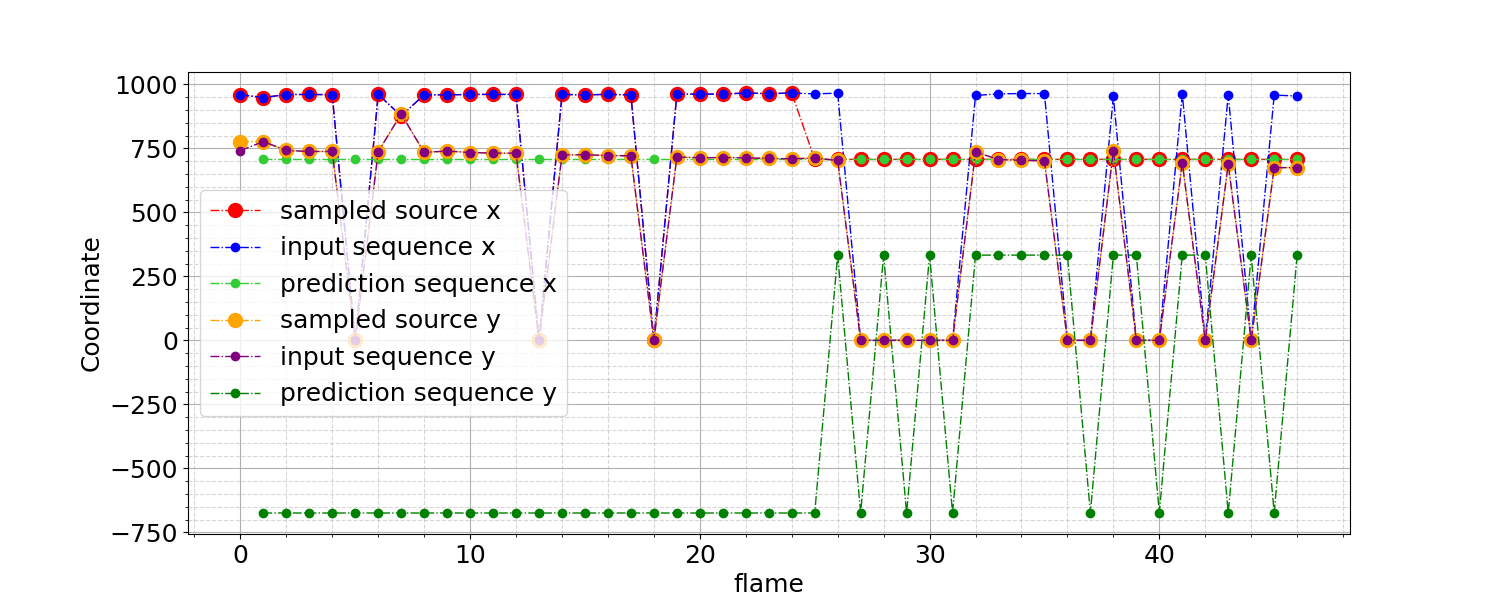 1000
750
500
250
0
−250
−500
−750
Coordinate
sampled source x
input sequence x
prediction sequence x
sampled source y
input sequence y
prediction sequence y
0 10 20 30 40
flame